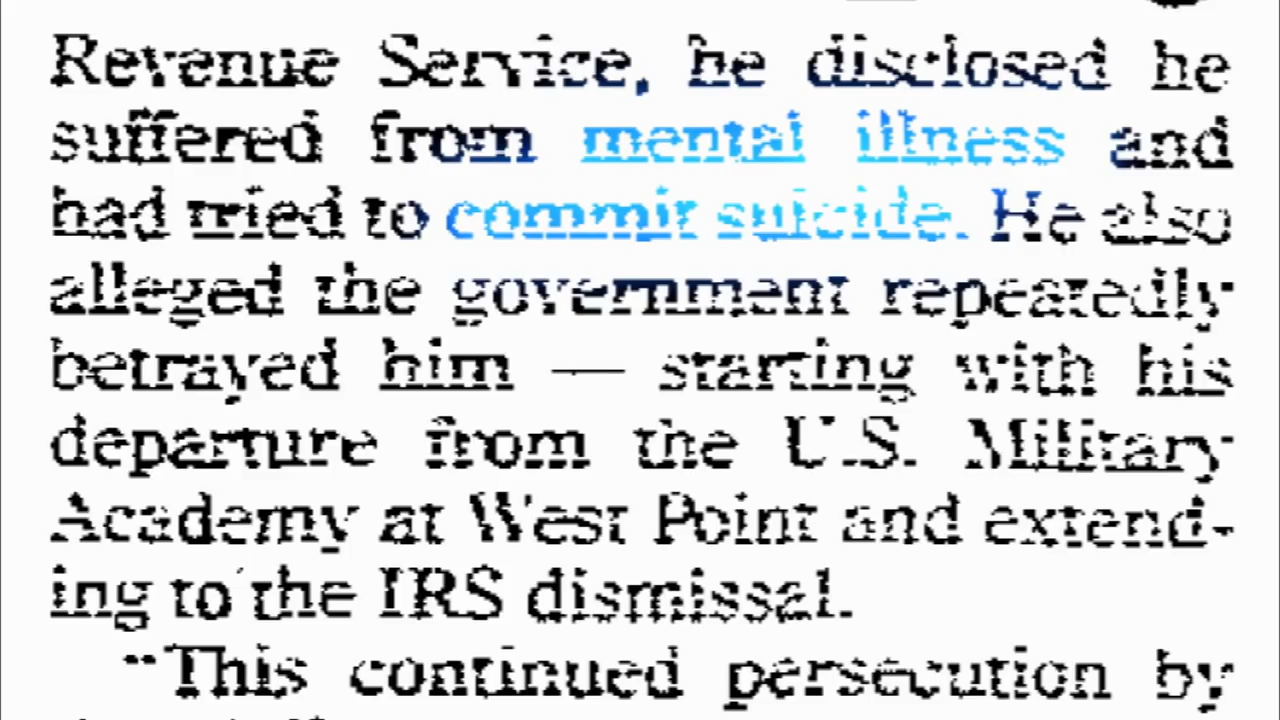 Revenue Service, he disclosed he
suffered from mental illness and
had tried to commit suicide. He also
alleged the government repeatedly
betrayed him — starting with his
departure from the U.S. Military
Academy at West Point and extend-
ing to the IRS dismissal.
“This continued persecution by